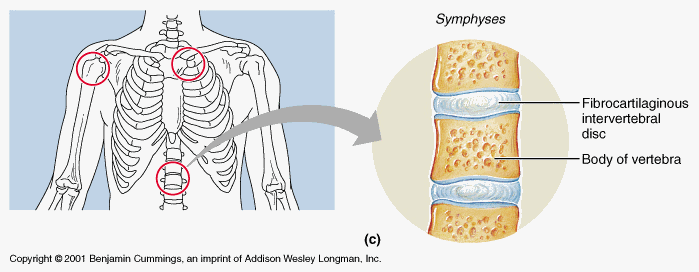 Symphyses
Fibrocartilaginous
intervertebral
disc
Body of vertebra
(c)
Copyright © 2001 Benjamin Cummings, an imprint of Addison Wesley Longman, Inc.